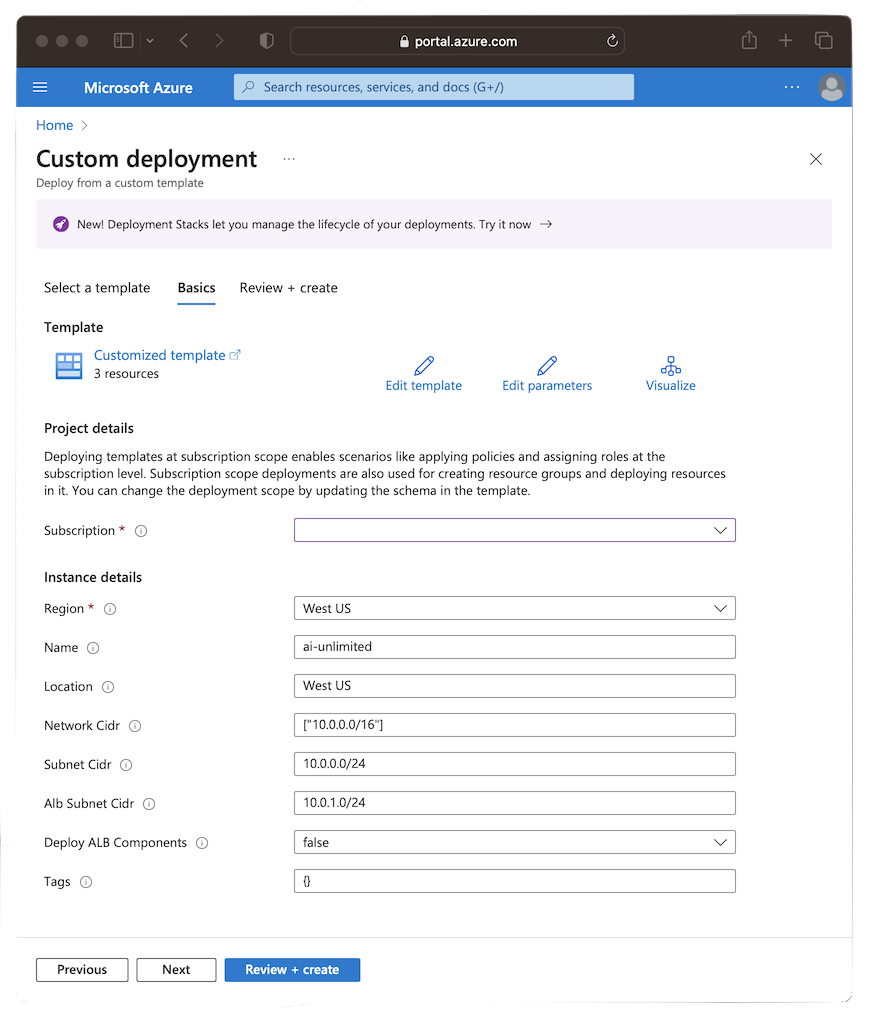 portal.azure.com
Microsoft Azure
Search resources, services, and docs (G+/)
...
Home >
Custom deployment ...
Deploy from a custom template
New! Deployment Stacks let you manage the lifecycle of your deployments. Try it now →
Select a template Basics Review + create
Template
Customized template
3 resources
Edit template Edit parameters Visualize
Project details
Deploying templates at subscription scope enables scenarios like applying policies and assigning roles at the
subscription level. Subscription scope deployments are also used for creating resource groups and deploying resources
in it. You can change the deployment scope by updating the schema in the template.
Subscription *
Instance details
Region * West US
Name ai-unlimited
Location West US
Network Cidr ["10.0.0.0/16"]
Subnet Cidr 10.0.0.0/24
Alb Subnet Cidr 10.0.1.0/24
Deploy ALB Components false
Tags {}
Previous Next Review + create